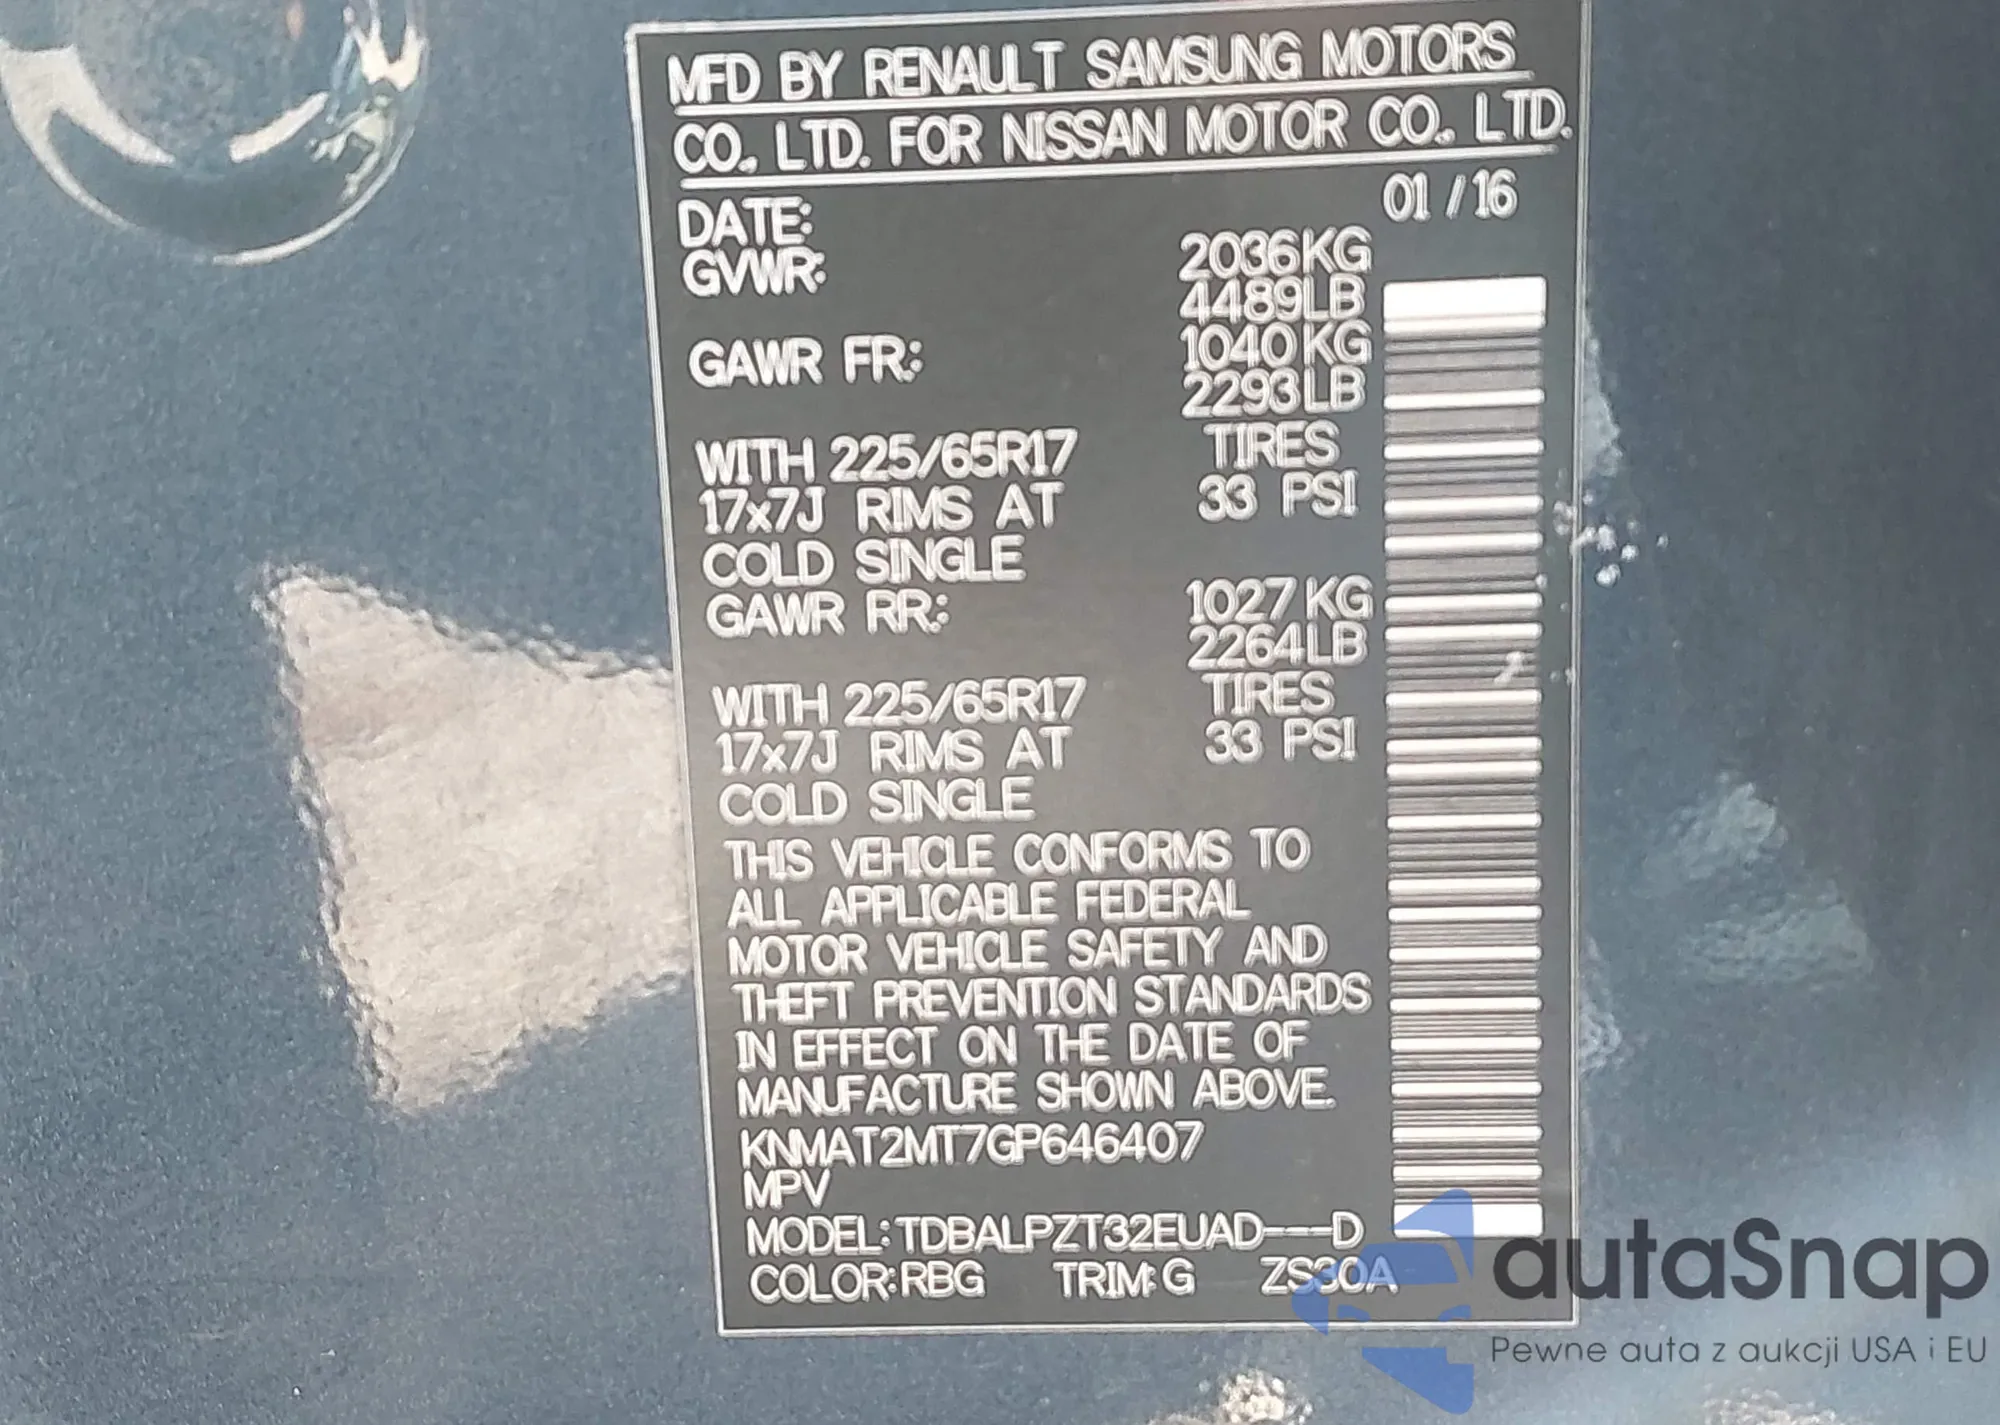 MFD BY RENAULT SAMSUNG MOTORS
CO., LTD. FOR NISSAN MOTOR CO., LTD.
DATE: 01 / 16
GVWR: 2036KG
4489LB
GAWR FR: 1040KG
2293LB
WITH 225/65R17 TIRES
17x7J RIMS AT 33 PSI
COLD SINGLE
GAWR RR: 1027KG
2264LB
WITH 225/65R17 TIRES
17x7J RIMS AT 33 PSI
COLD SINGLE
THIS VEHICLE CONFORMS TO
ALL APPLICABLE FEDERAL
MOTOR VEHICLE SAFETY AND
THEFT PREVENTION STANDARDS
IN EFFECT ON THE DATE OF
MANUFACTURE SHOWN ABOVE.
KNMAT2MT7GP646407
MPV
MODEL: TDBALPZT32EUAD---D
COLOR: RBG TRIM: G ZS30A
autaSnap
Pewne auta z aukcji USA i EU